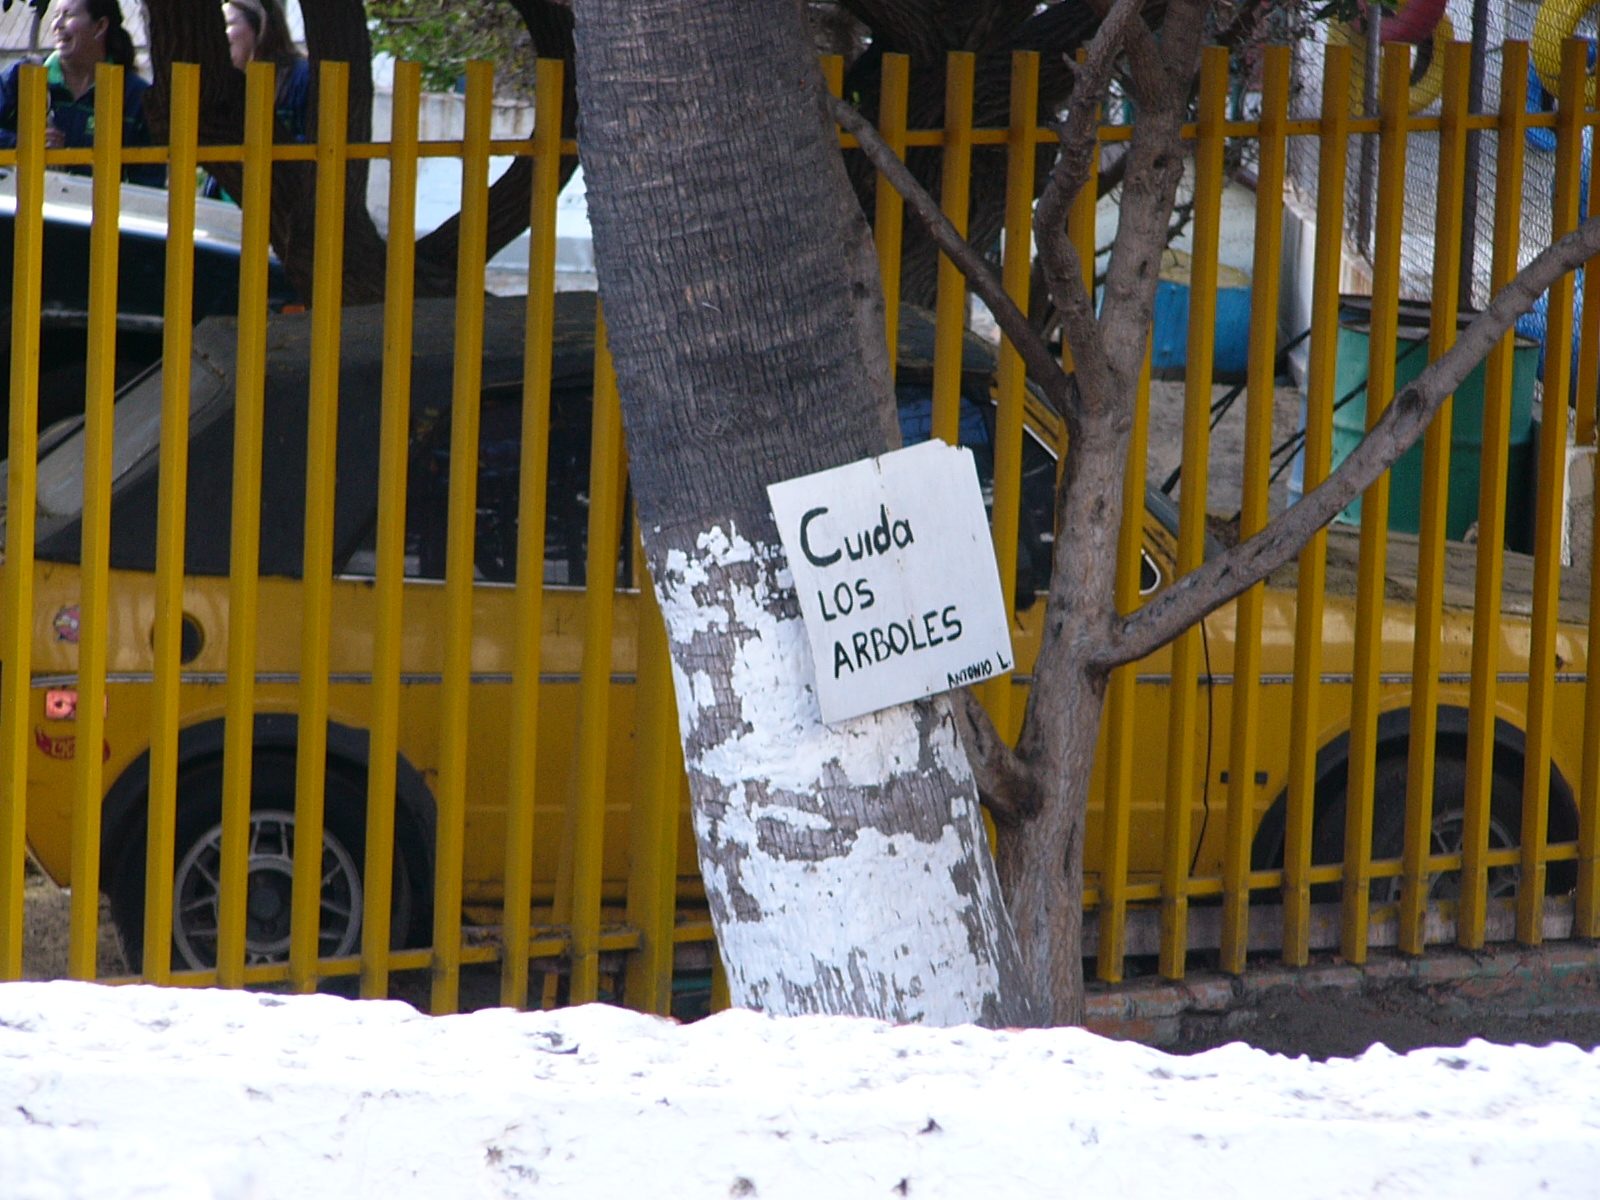 Cuida
LOS
ARBOLES
ANTONIO L.